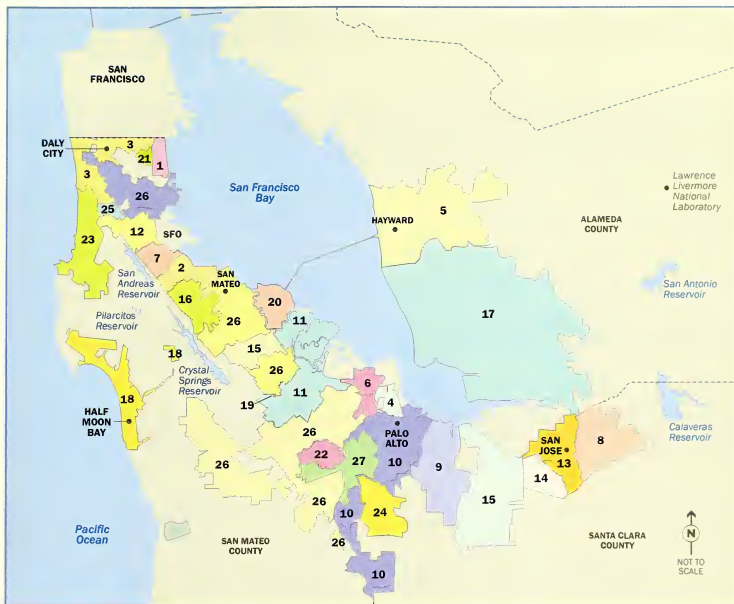 SAN
FRANCISCO
DALY
CITY
3
21
1
3
26
25
San Francisco
Bay
Lawrence
Livermore
National
Laboratory
HAYWARD
5
ALAMEDA
COUNTY
23
12
SFO
7
2
San
Andreas
Reservoir
SAN
MATEO
16
26
20
11
17
San Antonio
Reservoir
Pilarcitos
Reservoir
15
18
Crystal
Springs
Reservoir
26
19
11
6
4
18
HALF
MOON
BAY
26
PALO
ALTO
10
22
27
9
26
26
10
24
26
10
15
SAN
JOSE
13
14
8
Calaveras
Reservoir
Pacific
Ocean
SAN MATEO
COUNTY
SANTA CLARA
COUNTY
N
NOT TO
SCALE